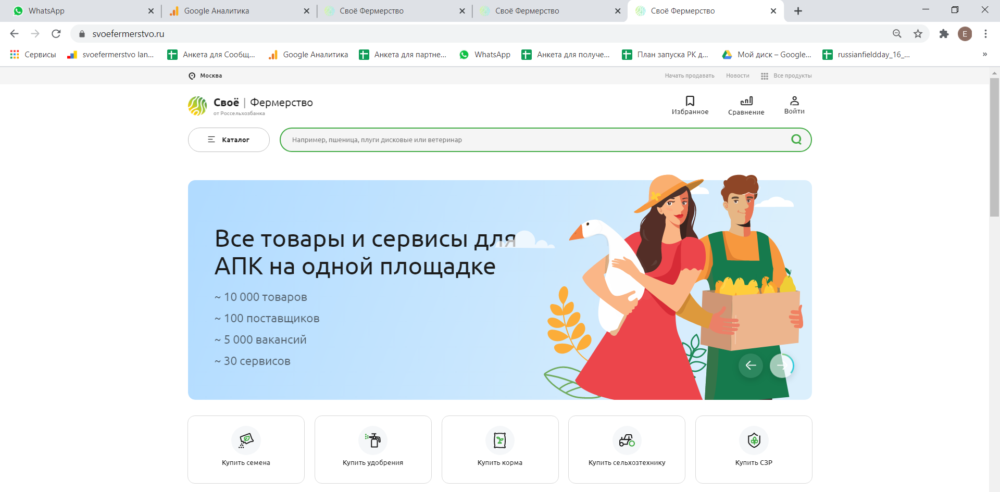 WhatsApp
Google Аналитика
Своё Фермерство
Своё Фермерство
Своё Фермерство
svoefermerstvo.ru
E
Сервисы
svoefermerstvo lan...
Анкета для Сообщ...
Google Аналитика
Анкета для партне...
WhatsApp
Анкета для получе...
План запуска РК д...
Мой диск – Google...
russianfieldday_16_...
»
Москва
Начать продавать
Новости
Все продукты
Своё | Фермерство
от Россельхозбанка
Избранное
Сравнение
Войти
Каталог
Например, пшеница, плуги дисковые или ветеринар
Все товары и сервисы для
АПК на одной площадке
~ 10 000 товаров
~ 100 поставщиков
~ 5 000 вакансий
~ 30 сервисов
Купить семена
Купить удобрения
Купить корма
Купить сельхозтехнику
Купить СЗР